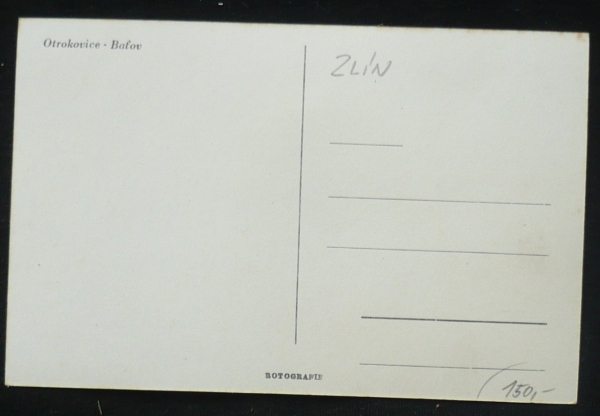 Otrokovice - Baťov
ZLÍN
ROTOGRAFIE
150,-